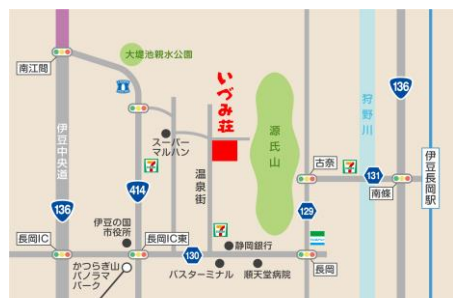 大堤池親水公園
南江間
いづみ荘
136
狩野川
伊豆中央道
スーパー
マルハン
源氏山
古奈
131
南條
伊豆長岡駅
温泉街
414
136
129
伊豆の国
市役所
長岡IC
長岡IC東
130
静岡銀行
長岡
かつらぎ山
パノラマ
パーク
バスターミナル
順天堂病院